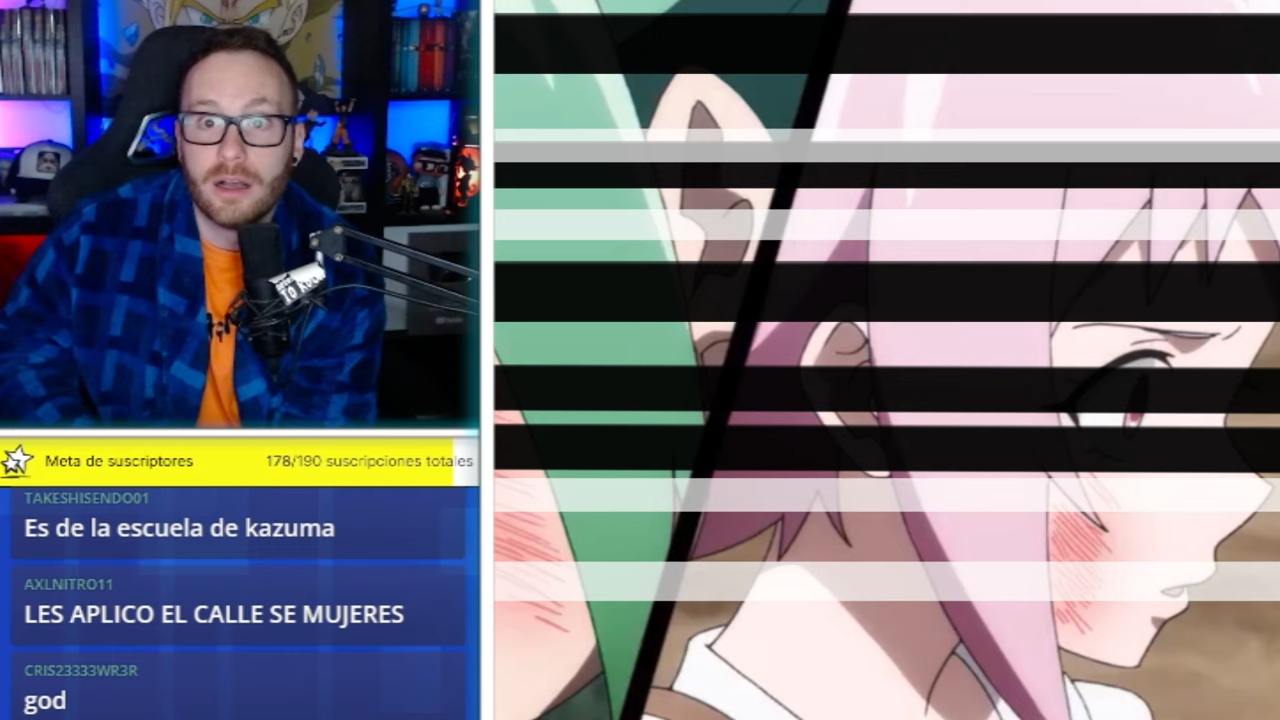 Meta de suscriptores 178/190 suscripciones totales
TAKESHISENDO01
Es de la escuela de kazuma
AXLNITRO11
LES APLICO EL CALLE SE MUJERES
CRIS23333WR3R
god